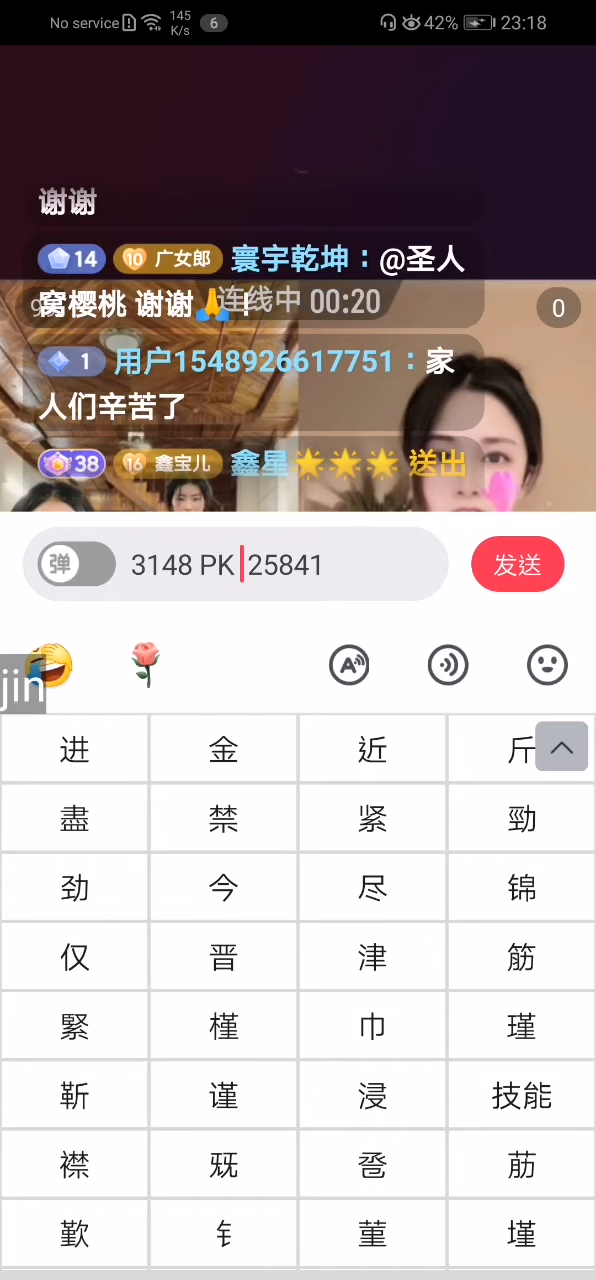 No service 145 K/s 6 42% 23:18
谢谢
14 10 广女郎 寰宇乾坤：@圣人
窝樱桃 谢谢🙏！
连线中 00:20
0
1 用户1548926617751：家
人们辛苦了
38 16 鑫宝儿 鑫星🌟🌟🌟 送出
弹 3148 PK 25841 发送
jin
进 金 近 斤
盡 禁 紧 勁
劲 今 尽 锦
仅 晋 津 筋
緊 槿 巾 瑾
靳 谨 浸 技能
襟 兓 卺 荕
歏 钅 菫 墐